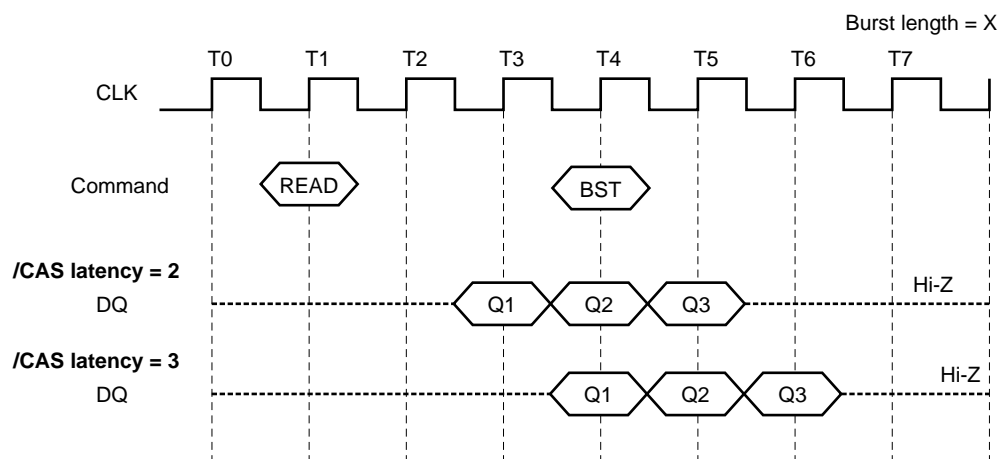 Burst length = X
T0 T1 T2 T3 T4 T5 T6 T7
CLK
Command READ BST
/CAS latency = 2
DQ Q1 Q2 Q3 Hi-Z
/CAS latency = 3
DQ Q1 Q2 Q3 Hi-Z